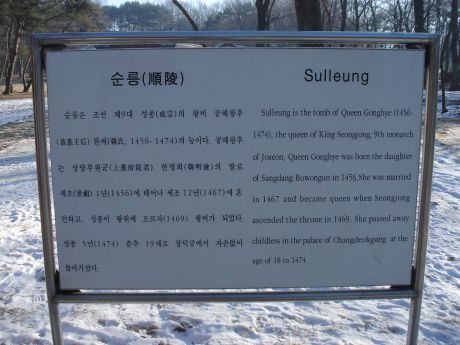 순릉(順陵)
순릉은 조선 제9대 성종(成宗)의 왕비 공혜왕후
(恭惠王后) 한씨(韓氏, 1456-1474)의 능이다. 공혜왕후
는 상당부원군(上黨府院君) 한명회(韓明澮)의 딸로
세조(世祖) 1년(1456)에 태어나 세조 12년(1467)에 혼
인하고, 성종이 왕위에 오르자(1469) 왕비가 되었다.
성종 5년(1474) 춘추 19세로 창덕궁에서 자손없이
돌아가셨다.
Sulleung
Sulleung is the tomb of Queen Gonghye (1456-
1474), the queen of King Seongjong, 9th monarch
of Joseon. Queen Gonghye was born the daughter
of Sangdang Buwongun in 1456.She was married
in 1467 and became queen when Seongjong
ascended the throne in 1469. She passed away
childless in the palace of Changdeokgung at the
age of 18 in 1474.